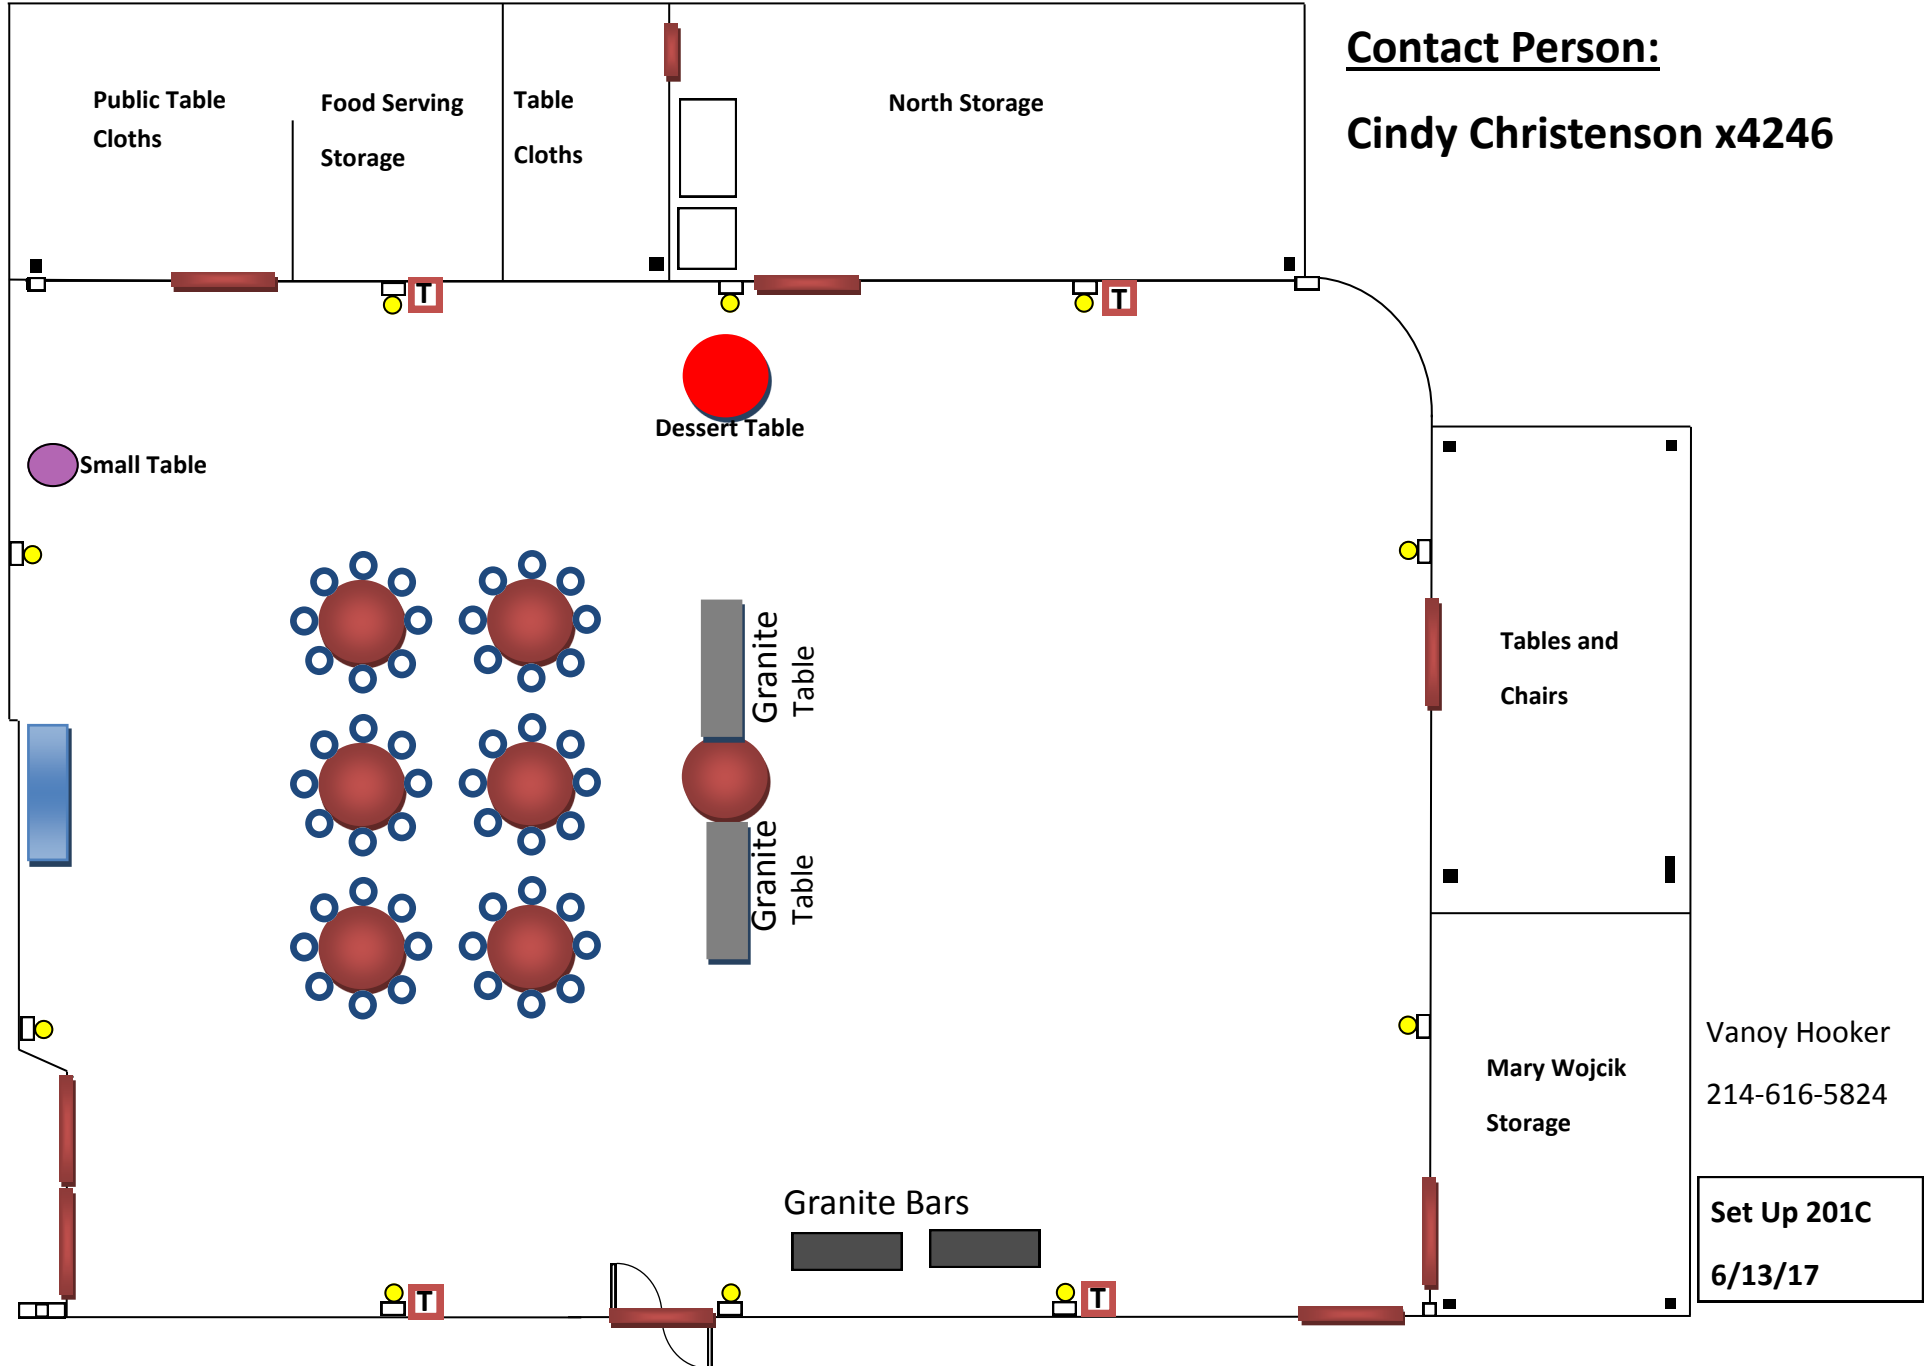 Contact Person:
Cindy Christenson x4246
Public Table
Cloths
Food Serving
Storage
Table
Cloths
North Storage
T
T
Dessert Table
Small Table
Granite
Table
Granite
Table
Tables and
Chairs
Mary Wojcik
Storage
Vanoy Hooker
214-616-5824
Granite Bars
Set Up 201C
6/13/17
T
T